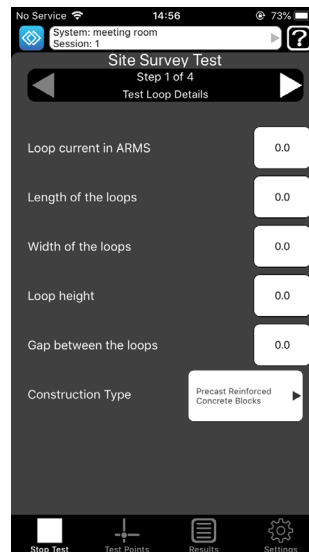 No Service 14:56 73%
System: meeting room
Session: 1
?
Site Survey Test
Step 1 of 4
Test Loop Details
Loop current in ARMS 0.0
Length of the loops 0.0
Width of the loops 0.0
Loop height 0.0
Gap between the loops 0.0
Construction Type Precast Reinforced
Concrete Blocks
Stop Test Test Points Results Settings